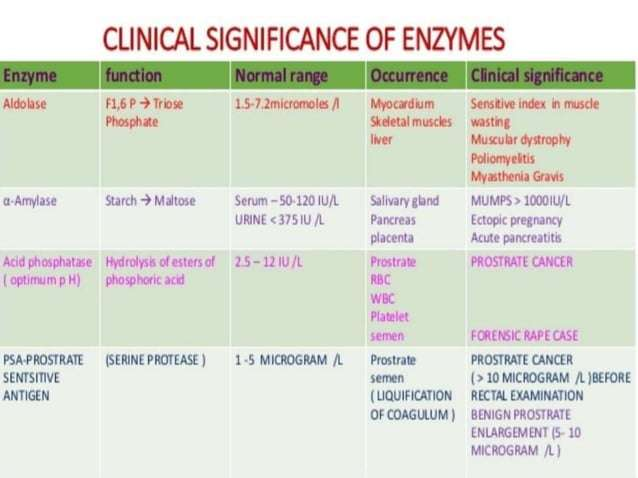 CLINICAL SIGNIFICANCE OF ENZYMES
Enzyme function Normal range Occurrence Clinical significance
Aldolase F1,6 P → Triose 1.5-7.2micromoles /l Myocardium Sensitive index in muscle
Phosphate Skeletal muscles wasting
liver Muscular dystrophy
Poliomyelitis
Myasthenia Gravis
α-Amylase Starch → Maltose Serum – 50-120 IU/L Salivary gland MUMPS > 1000IU/L
URINE < 375 IU /L Pancreas Ectopic pregnancy
placenta Acute pancreatitis
Acid phosphatase Hydrolysis of esters of 2.5 – 12 IU /L Prostrate PROSTRATE CANCER
( optimum p H) phosphoric acid RBC
WBC
Platelet
semen FORENSIC RAPE CASE
PSA-PROSTRATE (SERINE PROTEASE ) 1 -5 MICROGRAM /L Prostrate PROSTRATE CANCER
SENTSITIVE semen ( > 10 MICROGRAM /L )BEFORE
ANTIGEN ( LIQUIFICATION RECTAL EXAMINATION
OF COAGULUM ) BENIGN PROSTRATE
ENLARGEMENT (5- 10
MICROGRAM /L )